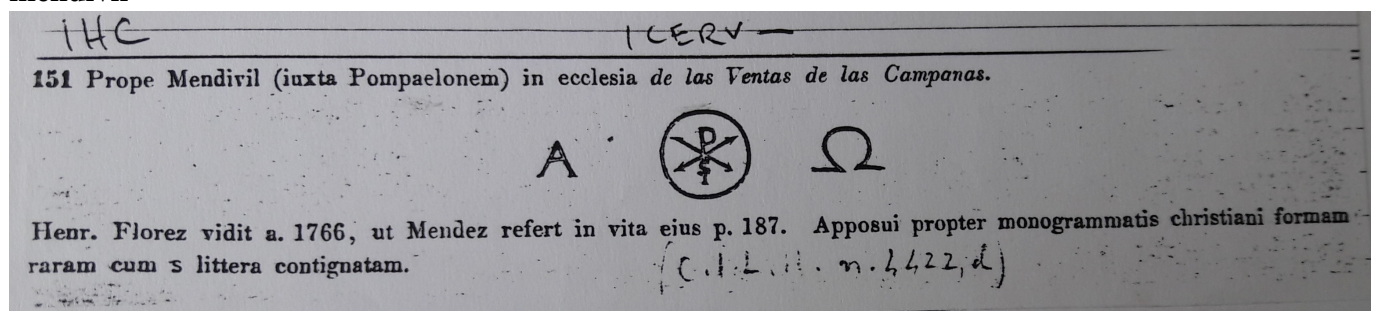 IHC ICERV —
151 Prope Mendivil (iuxta Pompaelonem) in ecclesia de las Ventas de las Campanas.
A ☧ Ω
Henr. Florez vidit a. 1766, ut Mendez refert in vita eius p. 187. Apposui propter monogrammatis christiani formam
raram cum s littera contignatam. (C.I.L. II. n. 4422, d)